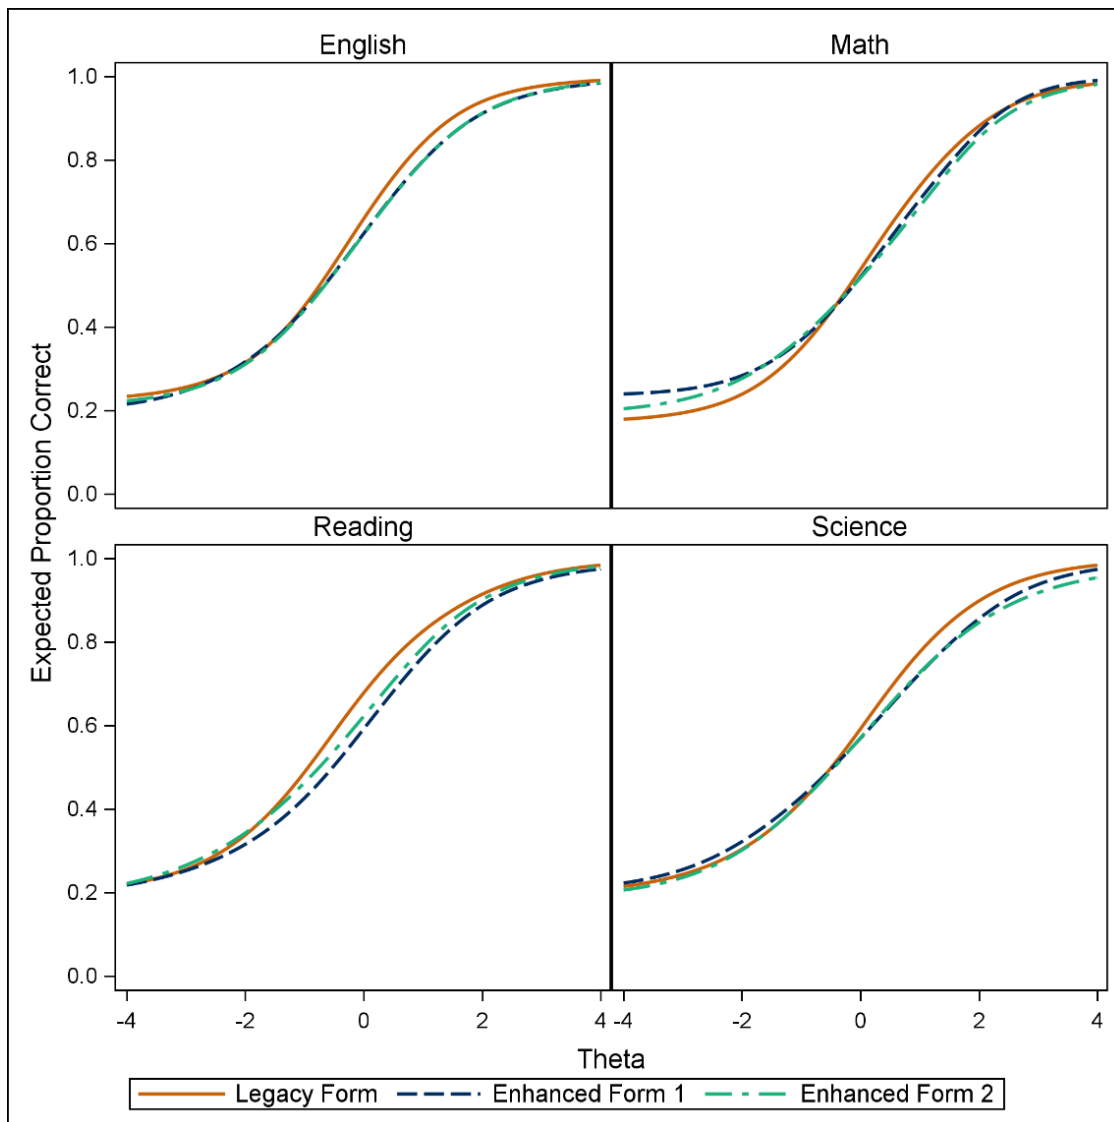 English Math
1.0
0.8
0.6
0.4
0.2
0.0
Reading Science
1.0
0.8
0.6
0.4
0.2
0.0
Expected Proportion Correct
-4 -2 0 2 4 -4 -2 0 2 4
Theta
Legacy Form Enhanced Form 1 Enhanced Form 2